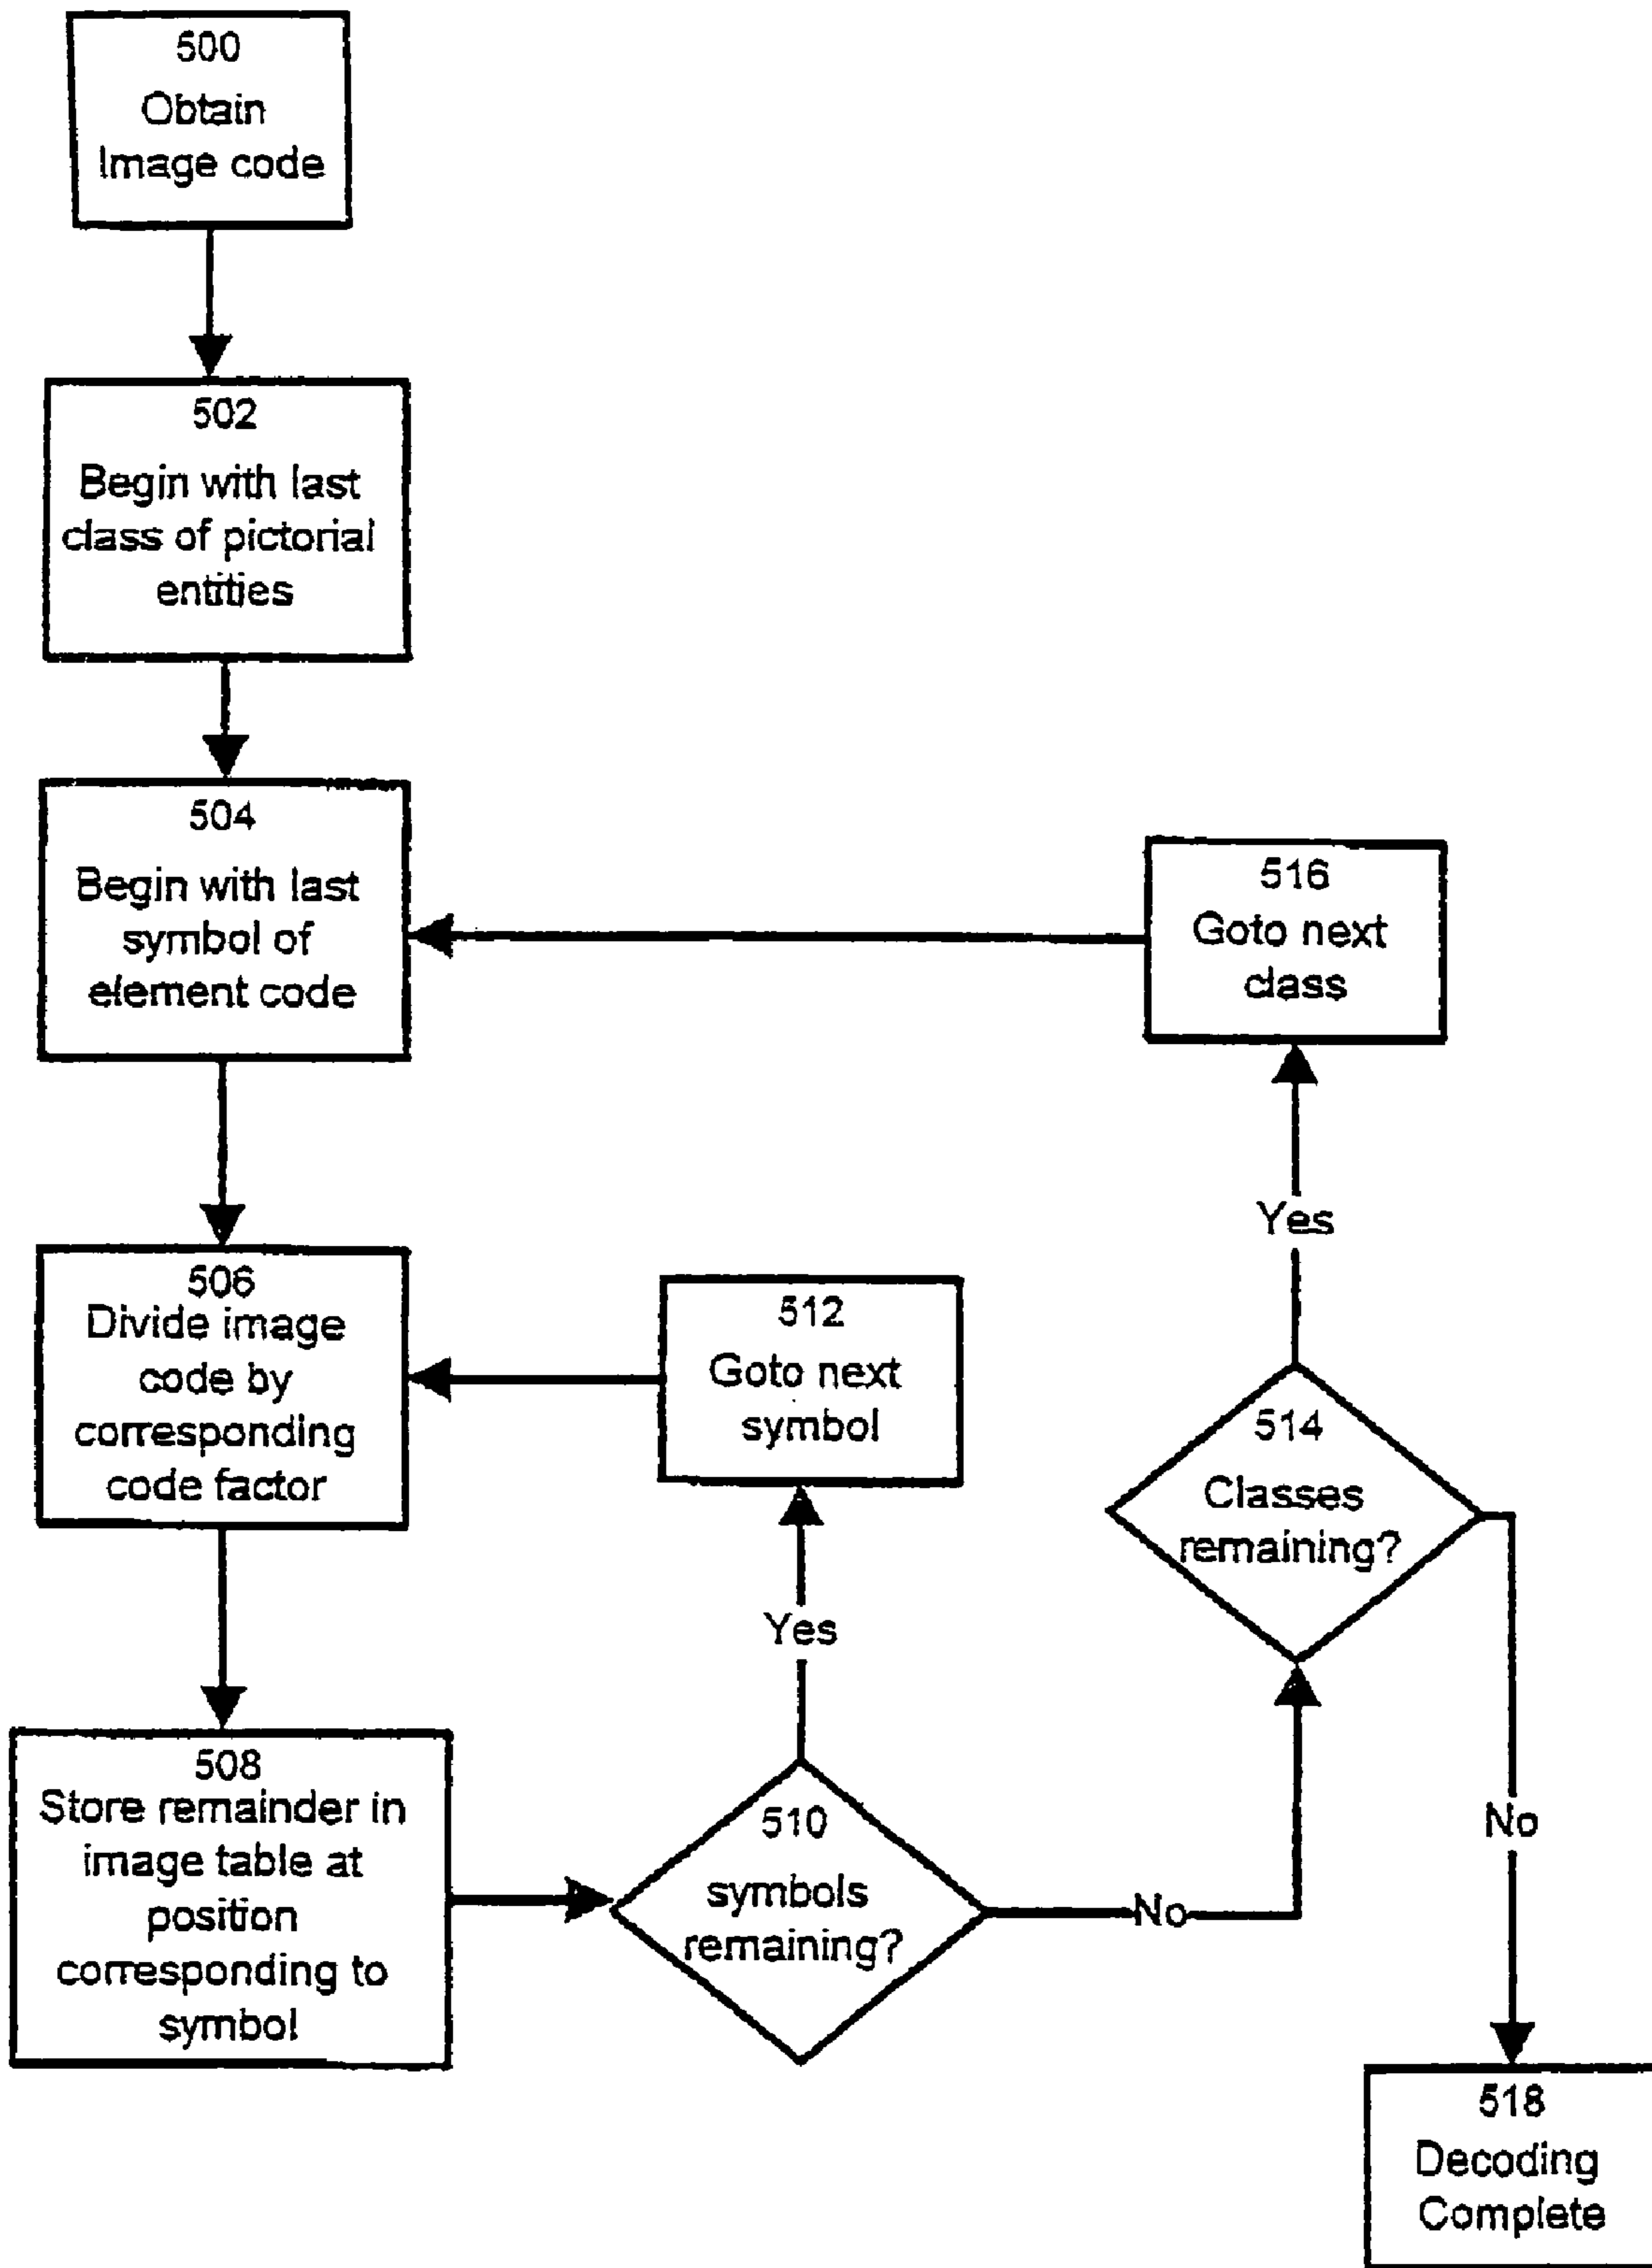 500
Obtain
Image code
502
Begin with last
class of pictorial
entities
504
Begin with last
symbol of
element code
516
Goto next
class
Yes
506
Divide image
code by
corresponding
code factor
512
Goto next
symbol
514
Classes
remaining?
Yes
508
Store remainder in
image table at
position
corresponding to
symbol
510
symbols
remaining?
No
No
518
Decoding
Complete